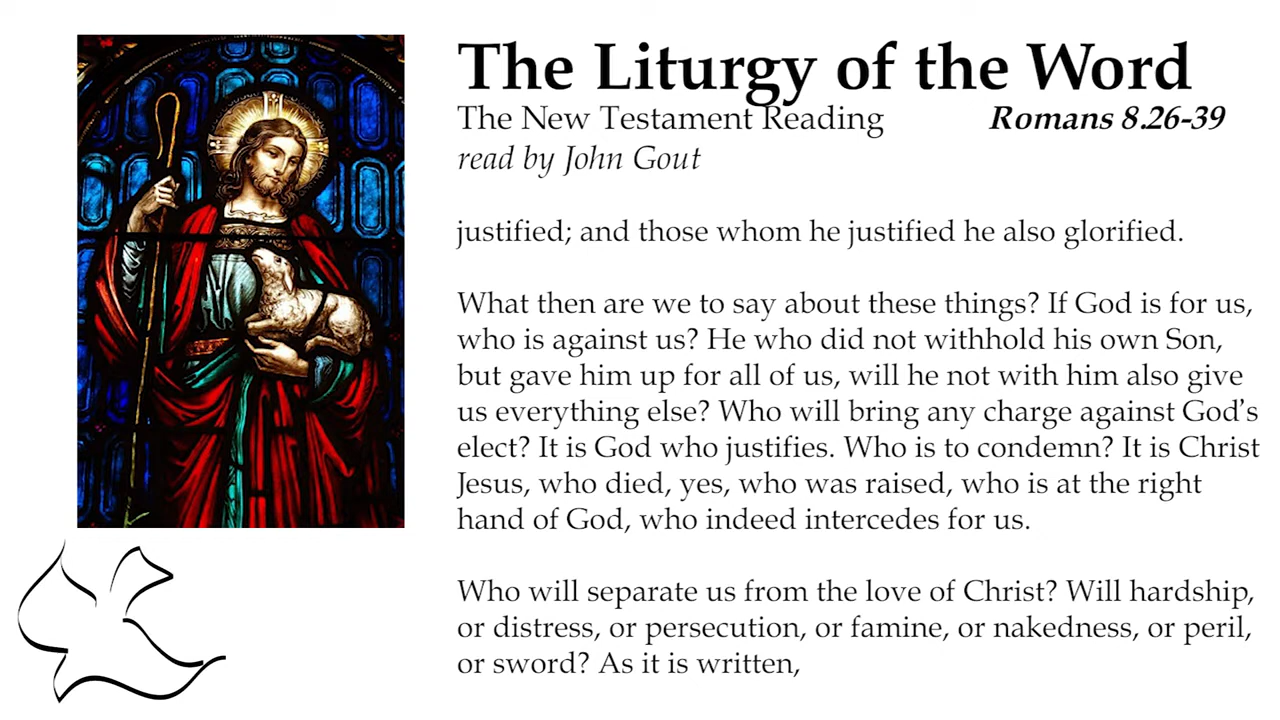 The Liturgy of the Word
The New Testament Reading Romans 8.26-39
read by John Gout
justified; and those whom he justified he also glorified.
What then are we to say about these things? If God is for us,
who is against us? He who did not withhold his own Son,
but gave him up for all of us, will he not with him also give
us everything else? Who will bring any charge against God's
elect? It is God who justifies. Who is to condemn? It is Christ
Jesus, who died, yes, who was raised, who is at the right
hand of God, who indeed intercedes for us.
Who will separate us from the love of Christ? Will hardship,
or distress, or persecution, or famine, or nakedness, or peril,
or sword? As it is written,